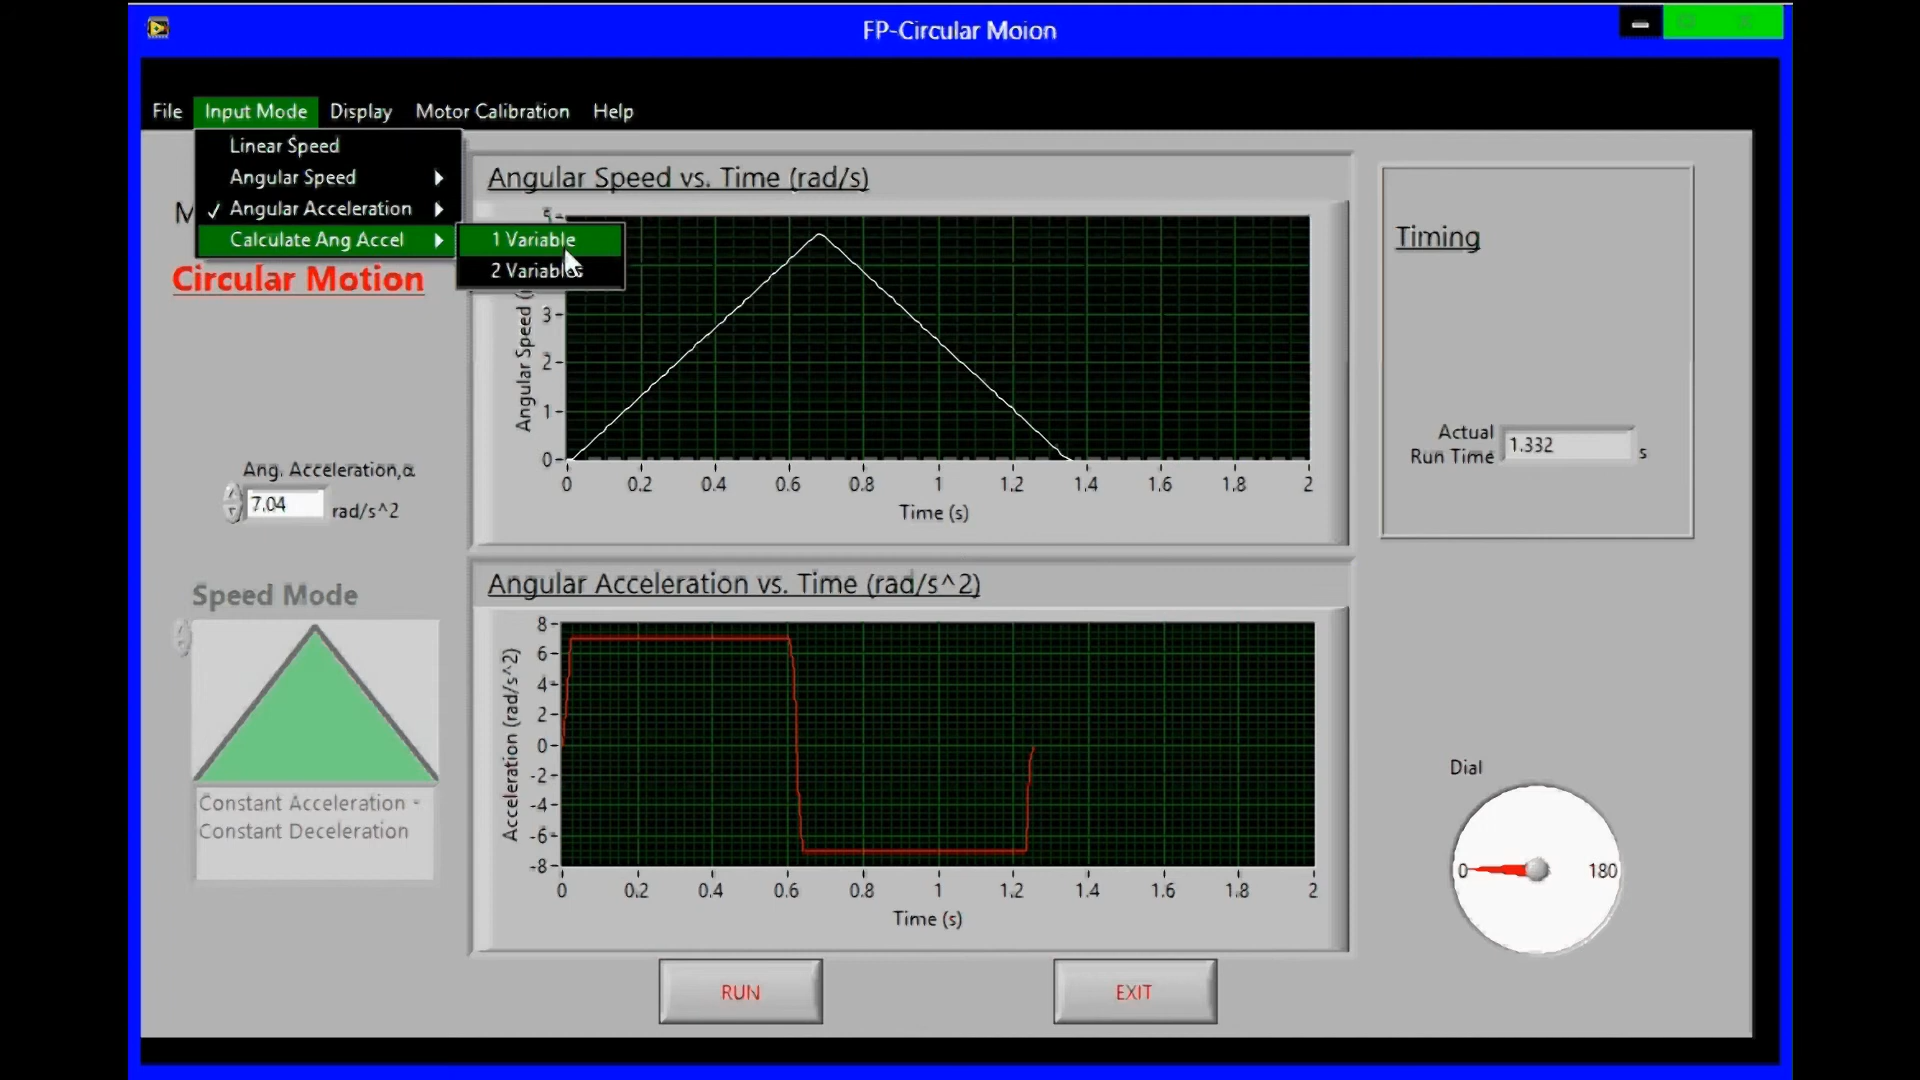 FP-Circular Moion
File Input Mode Display Motor Calibration Help
Linear Speed
Angular Speed
✓ Angular Acceleration
Calculate Ang Accel
1 Variable
2 Variables
M
Circular Motion
Ang. Acceleration,α
7.04 rad/s^2
Speed Mode
Constant Acceleration -
Constant Deceleration
Angular Speed vs. Time (rad/s)
Angular Speed (
5
3
2
1
0
0 0.2 0.4 0.6 0.8 1 1.2 1.4 1.6 1.8 2
Time (s)
Angular Acceleration vs. Time (rad/s^2)
Acceleration (rad/s^2)
8
6
4
2
0
-2
-4
-6
-8
0 0.2 0.4 0.6 0.8 1 1.2 1.4 1.6 1.8 2
Time (s)
RUN EXIT
Timing
Actual
Run Time 1.332 s
Dial
0 180